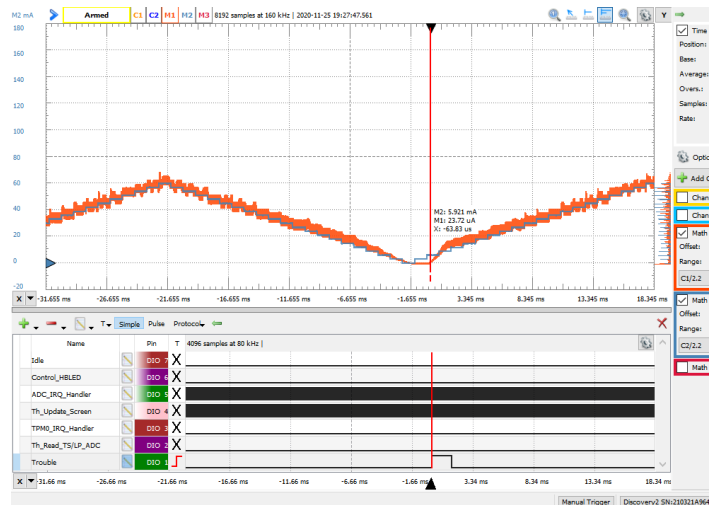 M2 mA Armed C1 C2 M1 M2 M3 8192 samples at 160 kHz | 2020-11-25 19:27:47.561 Y
180
160
140
120
100
80
60
40
20
0
-20
M2: 5.921 mA
M1: 23.72 uA
X: -63.83 us
X -31.655 ms -26.655 ms -21.655 ms -16.655 ms -11.655 ms -6.655 ms -1.655 ms 3.345 ms 8.345 ms 13.345 ms 18.345 ms
Time
Position:
Base:
Average:
Overs.:
Samples:
Rate:
Optio
Add C
Chan
Chan
Math
Offset:
Range:
C1/2.2
Math
Offset:
Range:
C2/2.2
Math
T Simple Pulse Protocol
Name Pin T 4096 samples at 80 kHz |
Idle DIO 7 X
Control_HBLED DIO 6 X
ADC_IRQ_Handler DIO 5 X
Th_Update_Screen DIO 4 X
TPM0_IRQ_Handler DIO 3 X
Th_Read_TS/LP_ADC DIO 2 X
Trouble DIO 1
X -31.66 ms -26.66 ms -21.66 ms -16.66 ms -11.66 ms -6.66 ms -1.66 ms 3.34 ms 8.34 ms 13.34 ms 18.34 m
Manual Trigger Discovery2 SN:210321A964